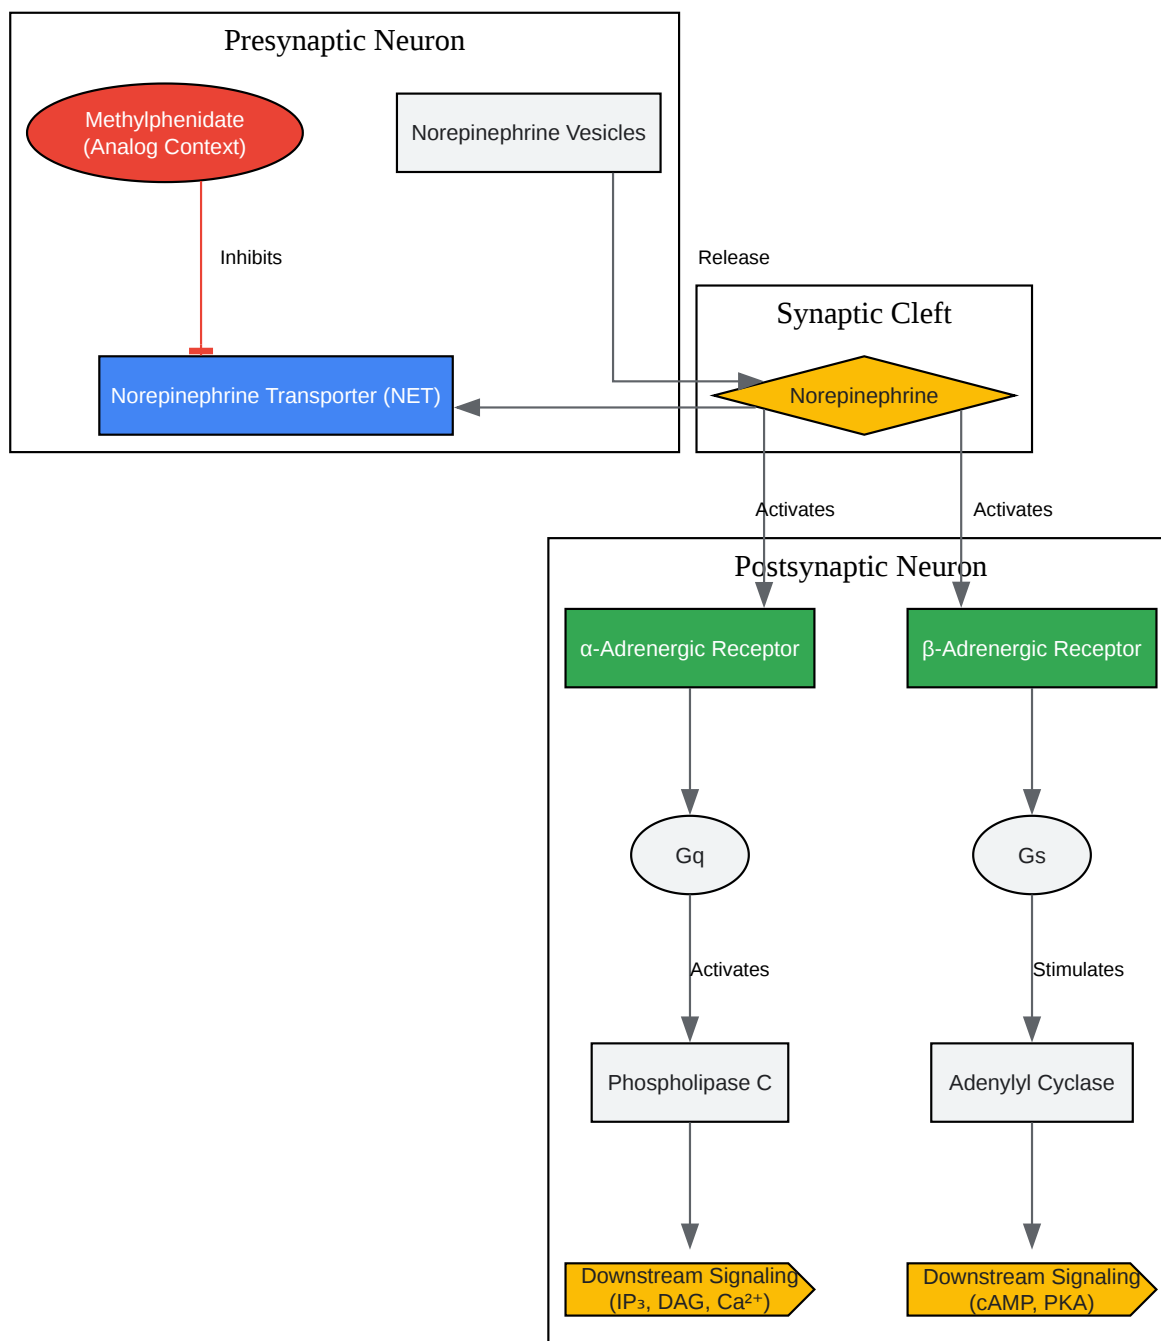 Presynaptic Neuron
Methylphenidate
(Analog Context)
Norepinephrine Vesicles
Inhibits
Release
Synaptic Cleft
Norepinephrine Transporter (NET)
Norepinephrine
Activates
Activates
Postsynaptic Neuron
α-Adrenergic Receptor
β-Adrenergic Receptor
Gq
Gs
Activates
Stimulates
Phospholipase C
Adenylyl Cyclase
Downstream Signaling
(IP₃, DAG, Ca²⁺)
Downstream Signaling
(cAMP, PKA)